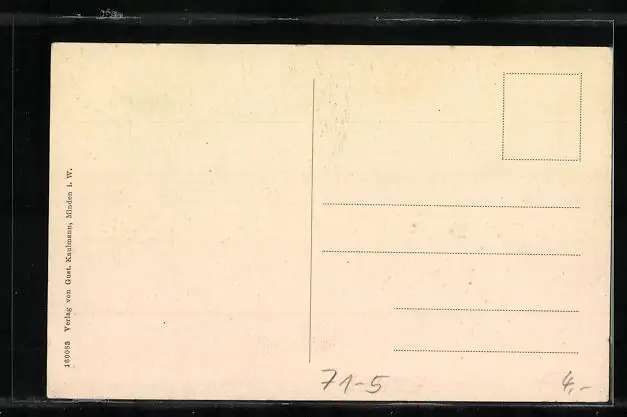 160083 Verlag von Gust. Kaufmann, Minden i. W.
71-5
4,-